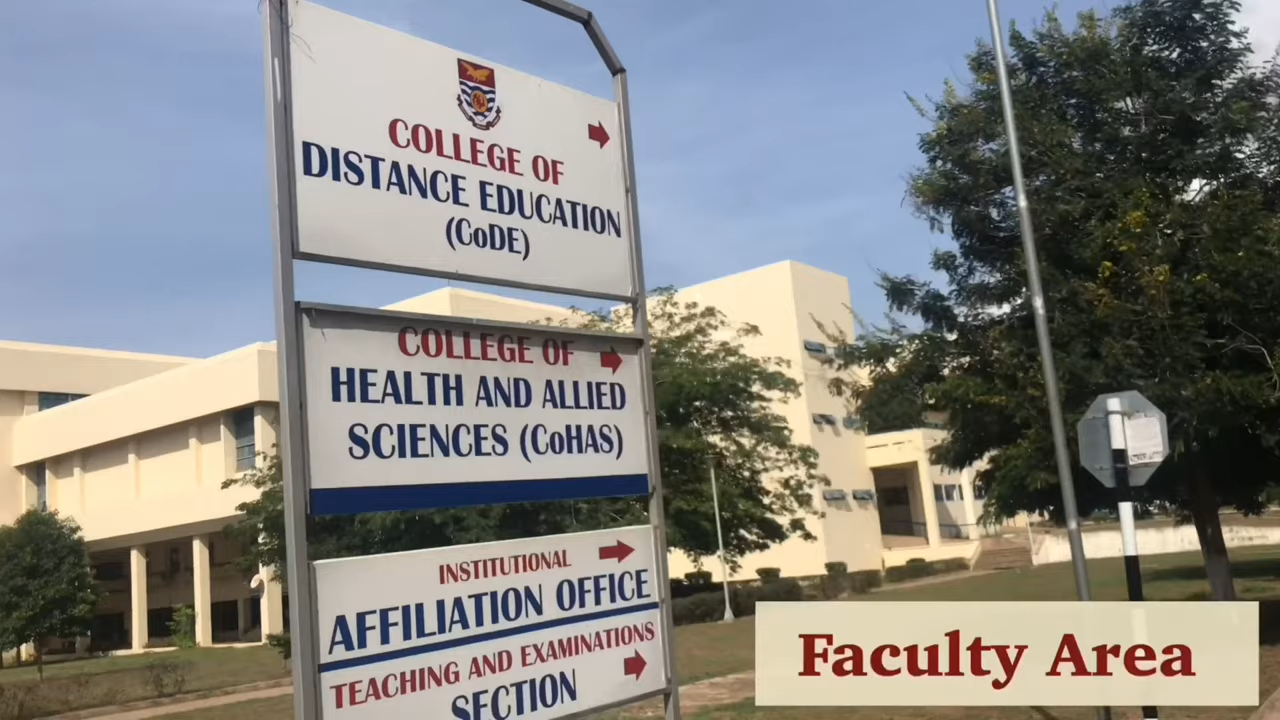 COLLEGE OF
DISTANCE EDUCATION
(CoDE)
COLLEGE OF
HEALTH AND ALLIED
SCIENCES (CoHAS)
INSTITUTIONAL
AFFILIATION OFFICE
TEACHING AND EXAMINATIONS
SECTION
Faculty Area